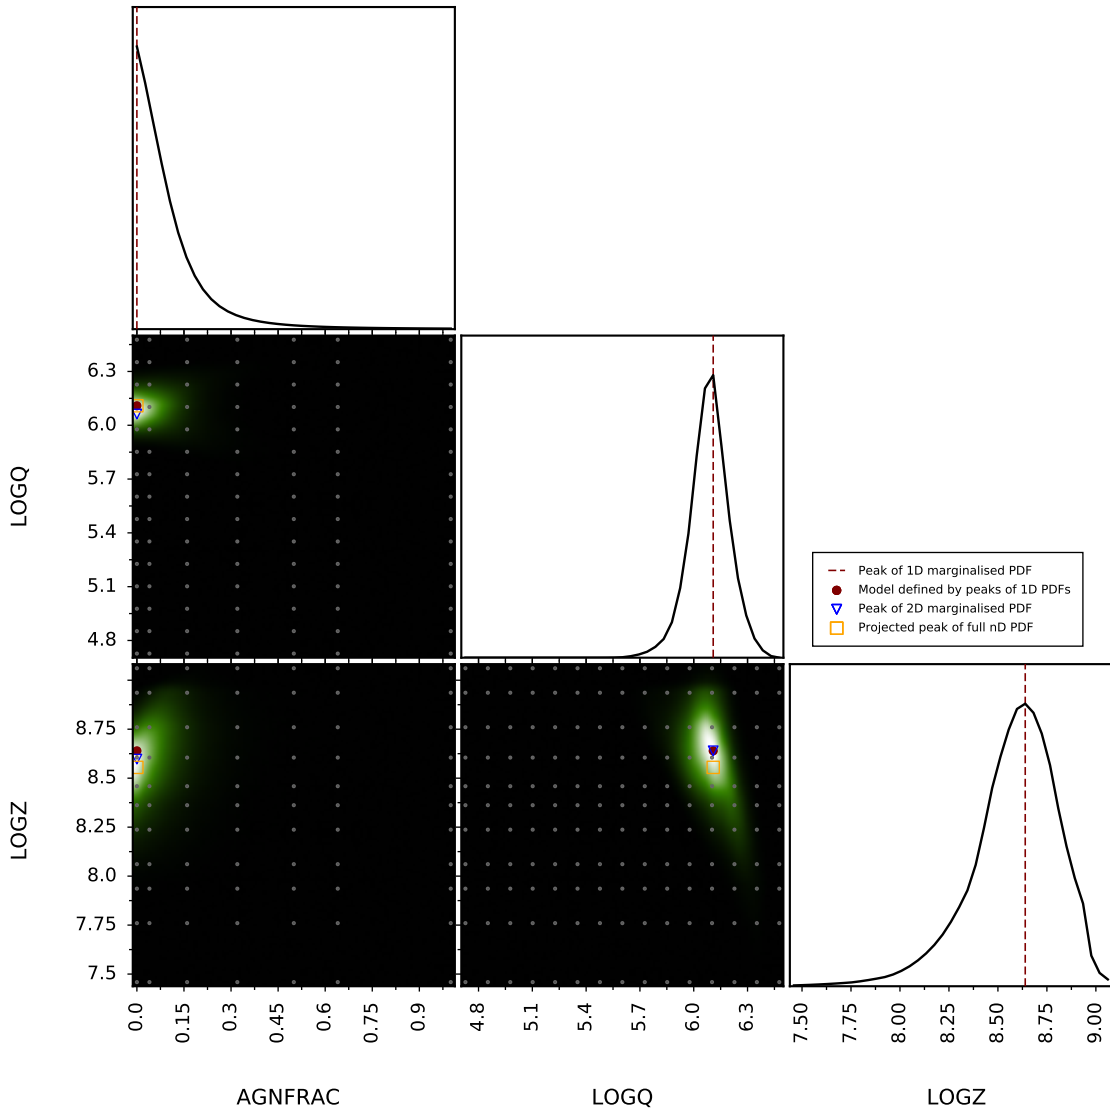 6.3
6.0
5.7
5.4
5.1
4.8
LOGQ
Peak of 1D marginalised PDF
Model defined by peaks of 1D PDFs
Peak of 2D marginalised PDF
Projected peak of full nD PDF
8.75
8.5
8.25
8.0
7.75
7.5
LOGZ
0.0 0.15 0.3 0.45 0.6 0.75 0.9
4.8 5.1 5.4 5.7 6.0 6.3
7.50 7.75 8.00 8.25 8.50 8.75 9.00
AGNFRAC LOGQ LOGZ